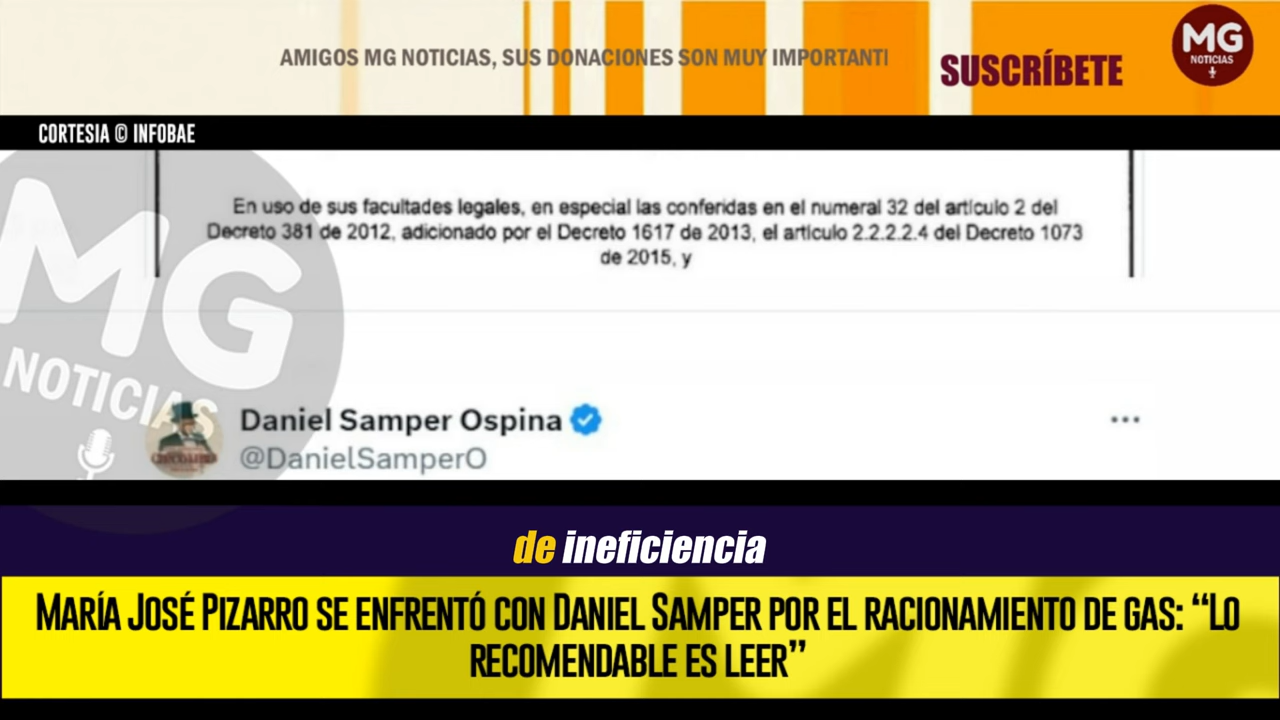 AMIGOS MG NOTICIAS, SUS DONACIONES SON MUY IMPORTANT
SUSCRÍBETE
MG
NOTICIAS
CORTESIA © INFOBAE
En uso de sus facultades legales, en especial las conferidas en el numeral 32 del artículo 2 del
Decreto 381 de 2012, adicionado por el Decreto 1617 de 2013, el artículo 2.2.2.2.4 del Decreto 1073
de 2015, y
MG
NOTICIAS
Daniel Samper Ospina
@DanielSamperO
de ineficiencia
MARÍA JOSÉ PIZARRO SE ENFRENTÓ CON DANIEL SAMPER POR EL RACIONAMIENTO DE GAS: “LO
RECOMENDABLE ES LEER”